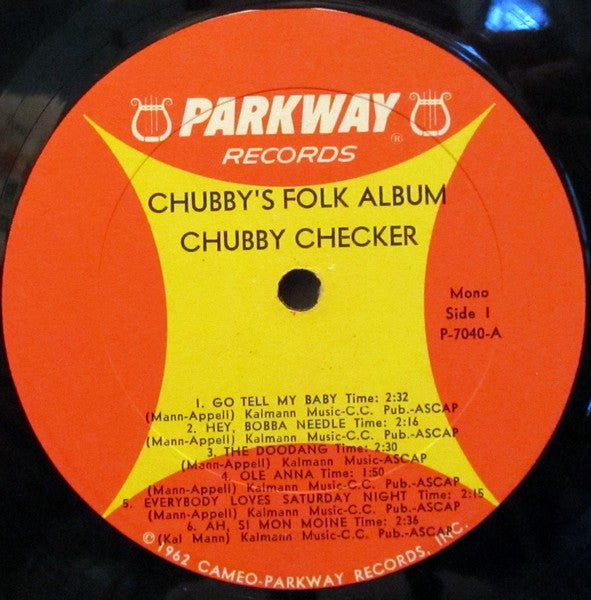 PARKWAY
®
RECORDS
CHUBBY'S FOLK ALBUM
CHUBBY CHECKER
Mono
Side 1
P-7040-A
1. GO TELL MY BABY Time: 2:32
(Mann-Appell) Kalmann Music-C.C. Pub.-ASCAP
2. HEY, BOBBA NEEDLE Time: 2:16
(Mann-Appell) Kalmann Music-C.C. Pub.-ASCAP
3. THE DOODANG Time: 2:30
(Mann-Appell) Kalmann Music-ASCAP
4. OLE ANNA Time: 1:50
(Mann-Appell) Kalmann Music-C.C. Pub.-ASCAP
5. EVERYBODY LOVES SATURDAY NIGHT Time: 2:15
(Mann-Appell) Kalmann Music-C.C. Pub.-ASCAP
6. AH, SI MON MOINE Time: 2:36
(Kal Mann) Kalmann Music-C.C. Pub.-ASCAP
©1962 CAMEO-PARKWAY RECORDS, INC.